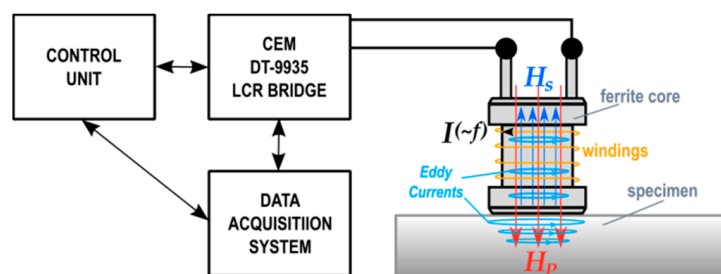 CONTROL
UNIT
CEM
DT-9935
LCR BRIDGE
DATA
ACQUISITIION
SYSTEM
Hs
ferrite core
I(~f)
windings
Eddy
Currents
specimen
HP